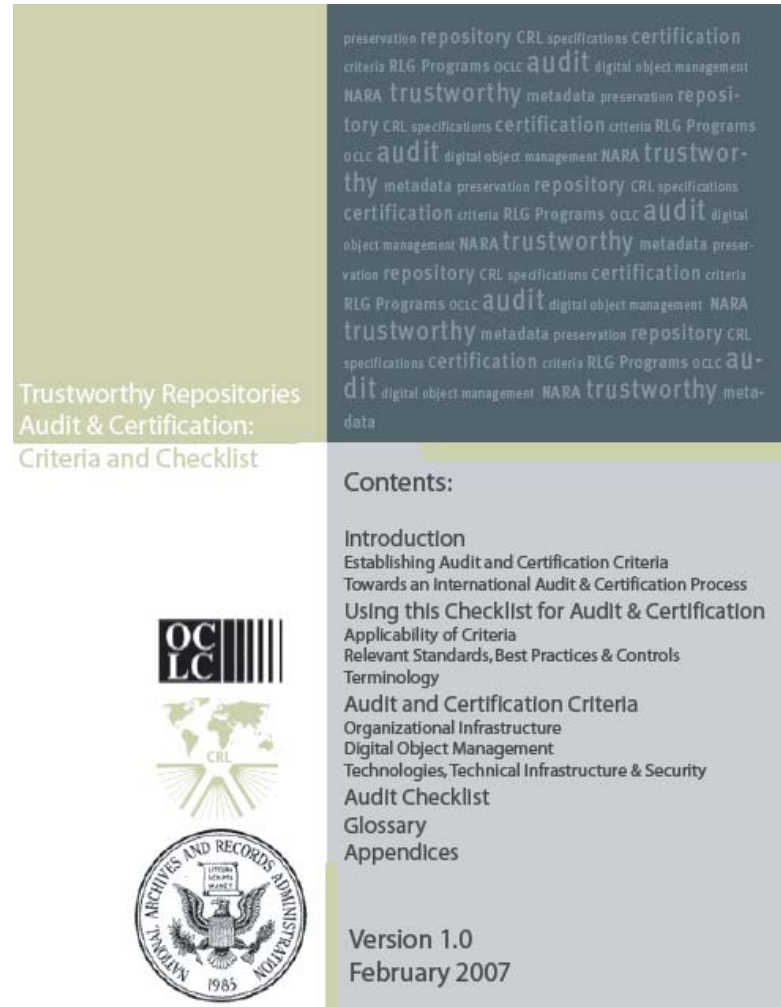 preservation repository CRL specifications certification
criteria RLG Programs OCLC audit digital object management
NARA trustworthy metadata preservation reposi-
tory CRL specifications certification criteria RLG Programs
OCLC audit digital object management NARA trustwor-
thy metadata preservation repository CRL specifications
certification criteria RLG Programs OCLC audit digital
object management NARA trustworthy metadata preser-
vation repository CRL specifications certification criteria
RLG Programs OCLC audit digital object management NARA
trustworthy metadata preservation repository CRL
specifications certification criteria RLG Programs OCLC au-
dit digital object management NARA trustworthy meta-
data
Trustworthy Repositories
Audit & Certification:
Criteria and Checklist
OC
LC
CRL
NATIONAL ARCHIVES AND RECORDS ADMINISTRATION
LITTERA
SCRIPTA
MANET
1985
Contents:
Introduction
Establishing Audit and Certification Criteria
Towards an International Audit & Certification Process
Using this Checklist for Audit & Certification
Applicability of Criteria
Relevant Standards, Best Practices & Controls
Terminology
Audit and Certification Criteria
Organizational Infrastructure
Digital Object Management
Technologies, Technical Infrastructure & Security
Audit Checklist
Glossary
Appendices
Version 1.0
February 2007